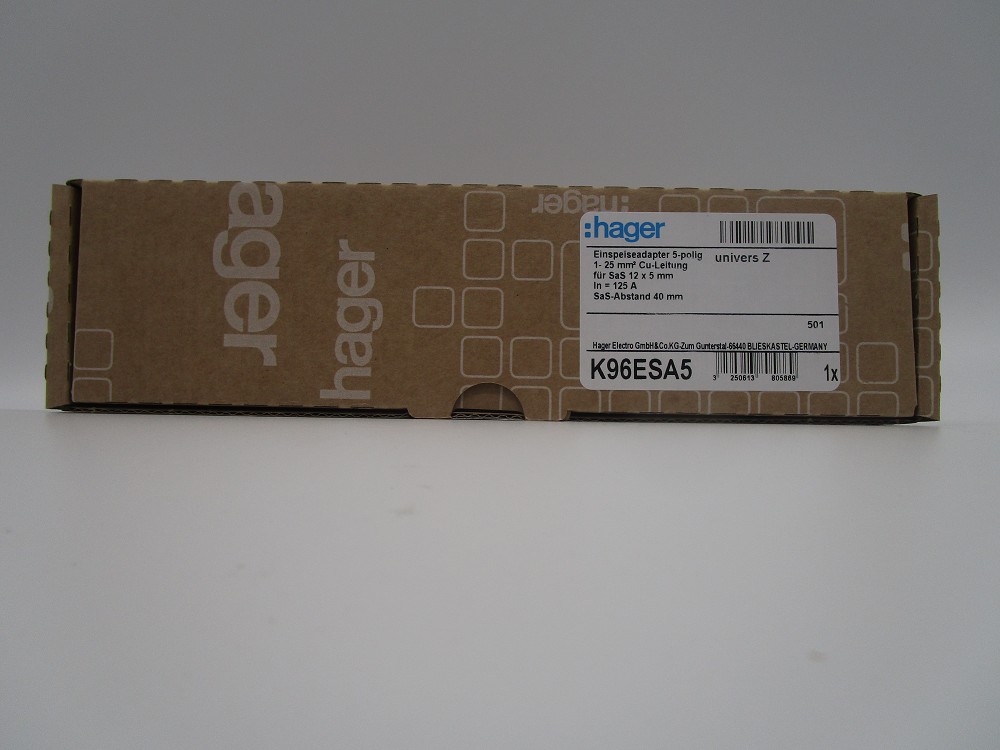 ager
hager
hager
:hager
Einspeiseadapter 5-polig
univers Z
1- 25 mm² Cu-Leitung
für SaS 12 x 5 mm
In = 125 A
SaS-Abstand 40 mm
501
Hager Electro GmbH&Co.KG-Zum Gunterstal-66440 BLIESKASTEL-GERMANY
K96ESA5
3 250613 805869
1x